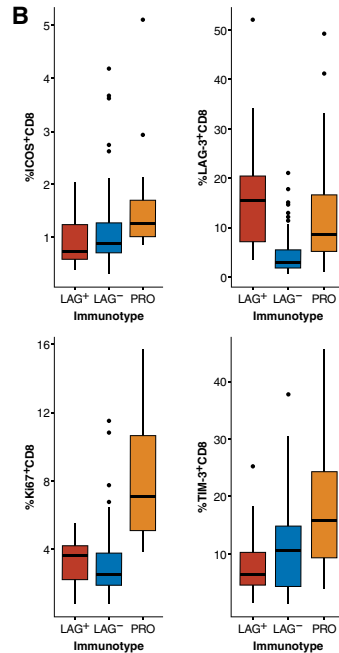 B
%ICOS⁺CD8
5
4
3
2
1
LAG⁺ LAG⁻ PRO
Immunotype
%LAG-3⁺CD8
50
40
30
20
10
0
LAG⁺ LAG⁻ PRO
Immunotype
%Ki67⁺CD8
16
12
8
4
LAG⁺ LAG⁻ PRO
Immunotype
%TIM-3⁺CD8
40
30
20
10
LAG⁺ LAG⁻ PRO
Immunotype